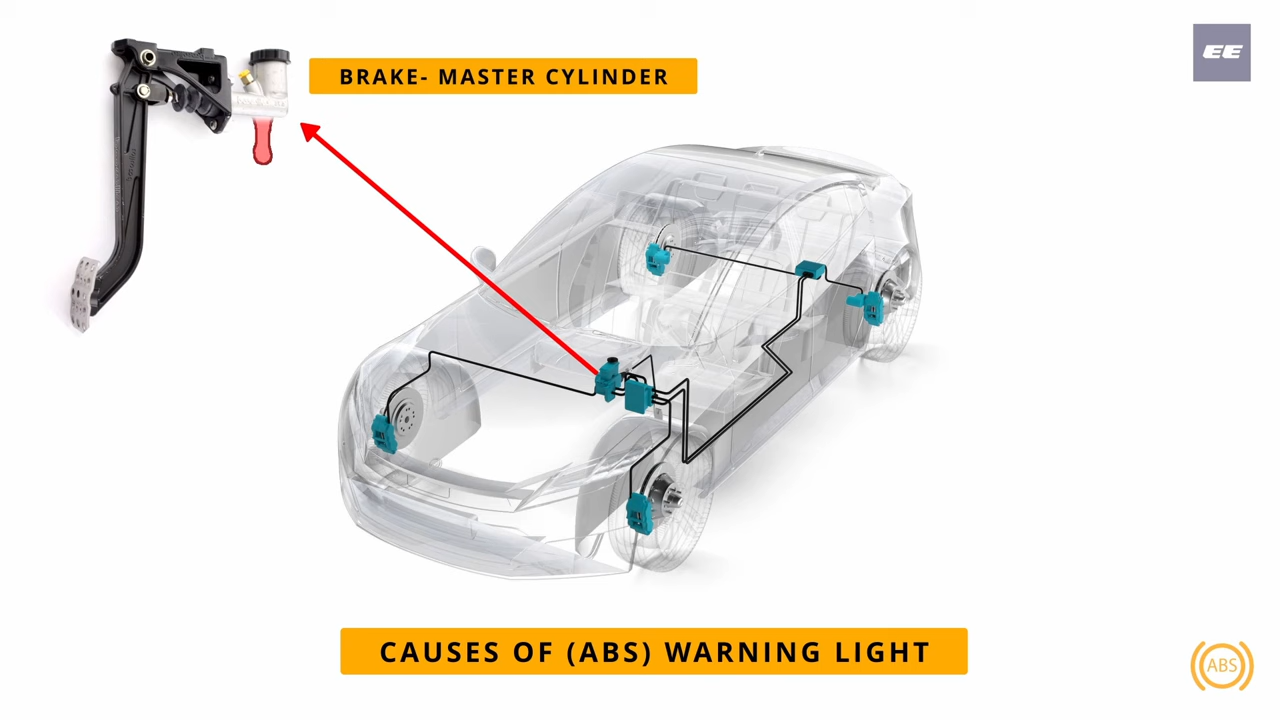 BRAKE- MASTER CYLINDER
EE
CAUSES OF (ABS) WARNING LIGHT
ABS